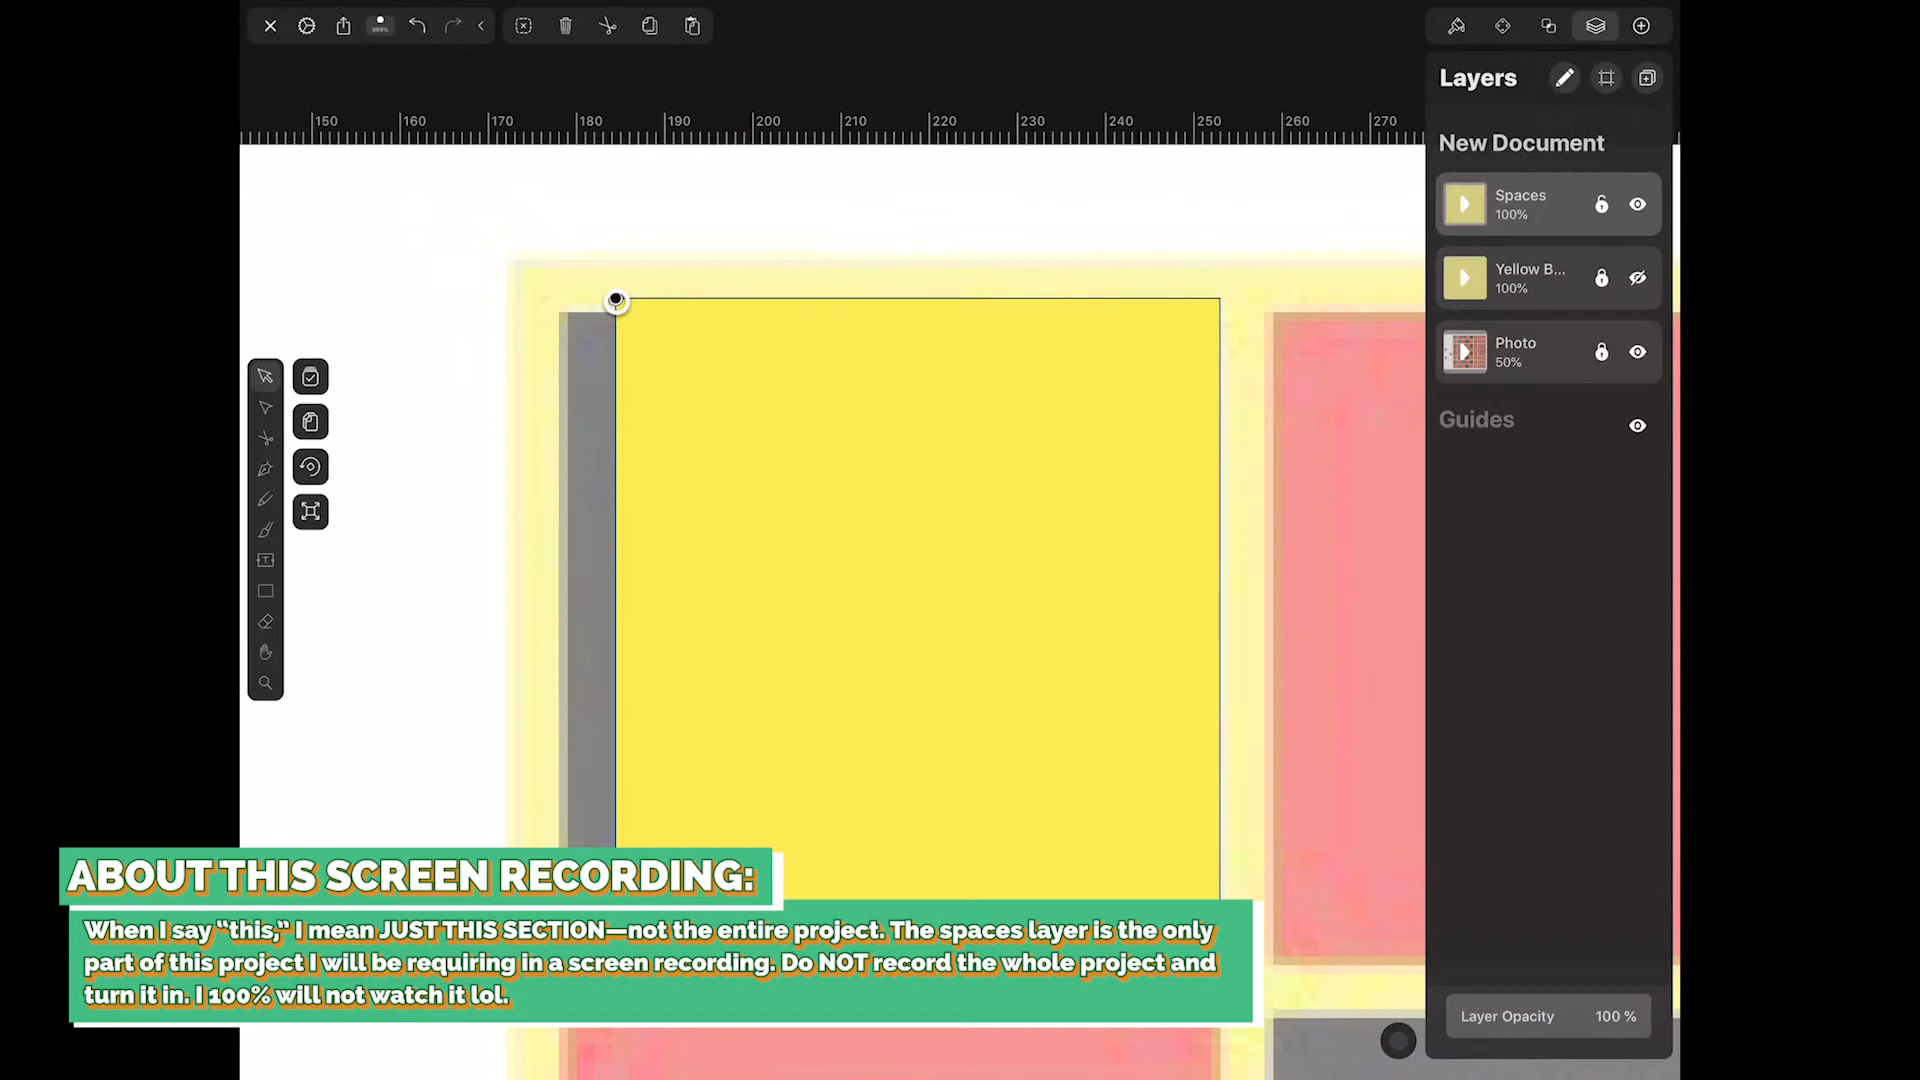 999%
Layers
150 160 170 180 190 200 210 220 230 240 250 260 270
New Document
Spaces
100%
Yellow B...
100%
Photo
50%
Guides
ABOUT THIS SCREEN RECORDING:
When I say "this," I mean JUST THIS SECTION—not the entire project. The spaces layer is the only
part of this project I will be requiring in a screen recording. Do NOT record the whole project and
turn it in. I 100% will not watch it lol.
Layer Opacity 100 %